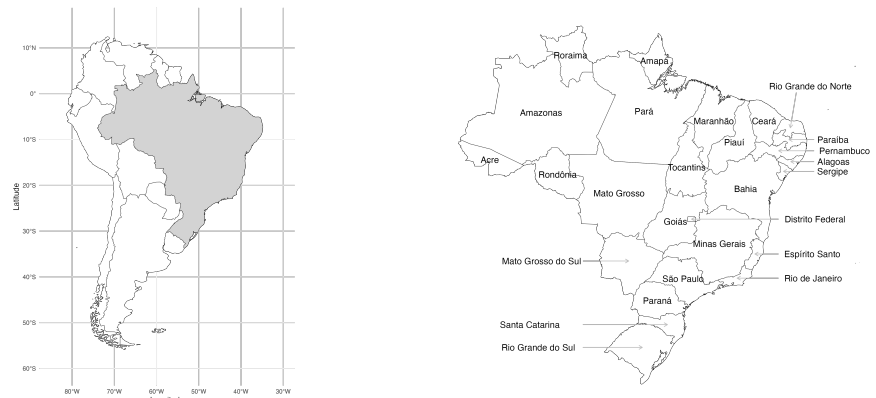 10°N
0°
10°S
20°S
30°S
40°S
50°S
60°S
Latitude
80°W
70°W
60°W
50°W
40°W
30°W
Roraima
Amapá
Rio Grande do Norte
Amazonas
Pará
Maranhão
Ceará
Piauí
Paraíba
Pernambuco
Alagoas
Sergipe
Acre
Rondônia
Tocantins
Mato Grosso
Bahia
Goiás
Distrito Federal
Minas Gerais
Espírito Santo
Mato Grosso do Sul
São Paulo
Rio de Janeiro
Paraná
Santa Catarina
Rio Grande do Sul